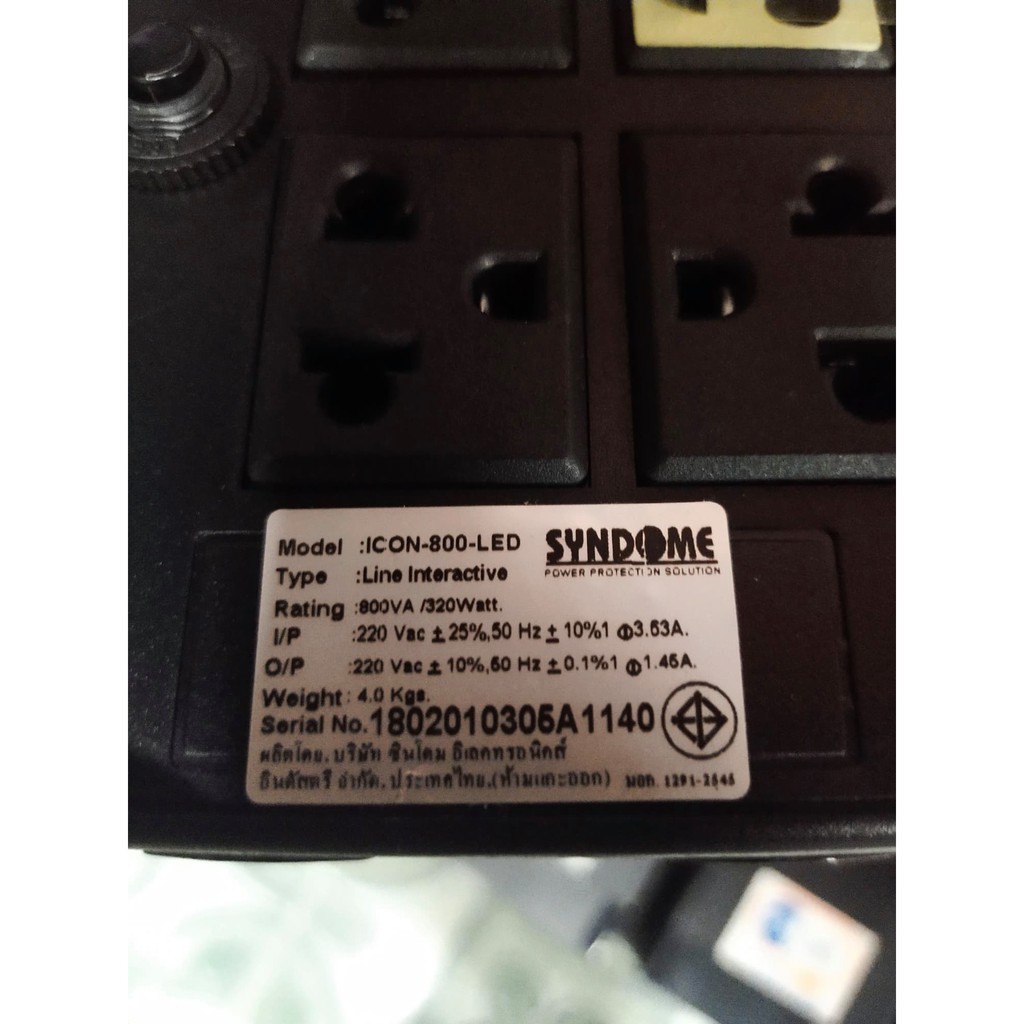 SYNDOME
POWER PROTECTION SOLUTION
Model :ICON-800-LED
Type :Line Interactive
Rating :800VA /320Watt.
I/P :220 Vac ± 25%,50 Hz ± 10%1 Φ3.63A.
O/P :220 Vac ± 10%,50 Hz ± 0.1%1 Φ1.45A.
Weight : 4.0 Kgs.
Serial No.1802010305A1140
ผลิตโดย. บริษัท ซินโดม อิเลคทรอนิคส์
อินดัสตรี จำกัด. ประเทศไทย.(ห้ามแกะออก) มอก. 1291-2545